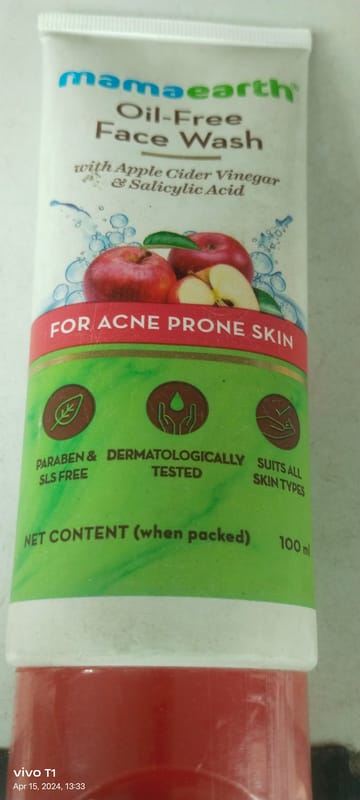 mamaearth
Oil-Free
Face Wash
with Apple Cider Vinegar
& Salicylic Acid
FOR ACNE PRONE SKIN
PARABEN &
SLS FREE
DERMATOLOGICALLY
TESTED
SUITS ALL
SKIN TYPES
NET CONTENT (when packed) 100 ml
vivo T1
Apr 15, 2024, 13:33